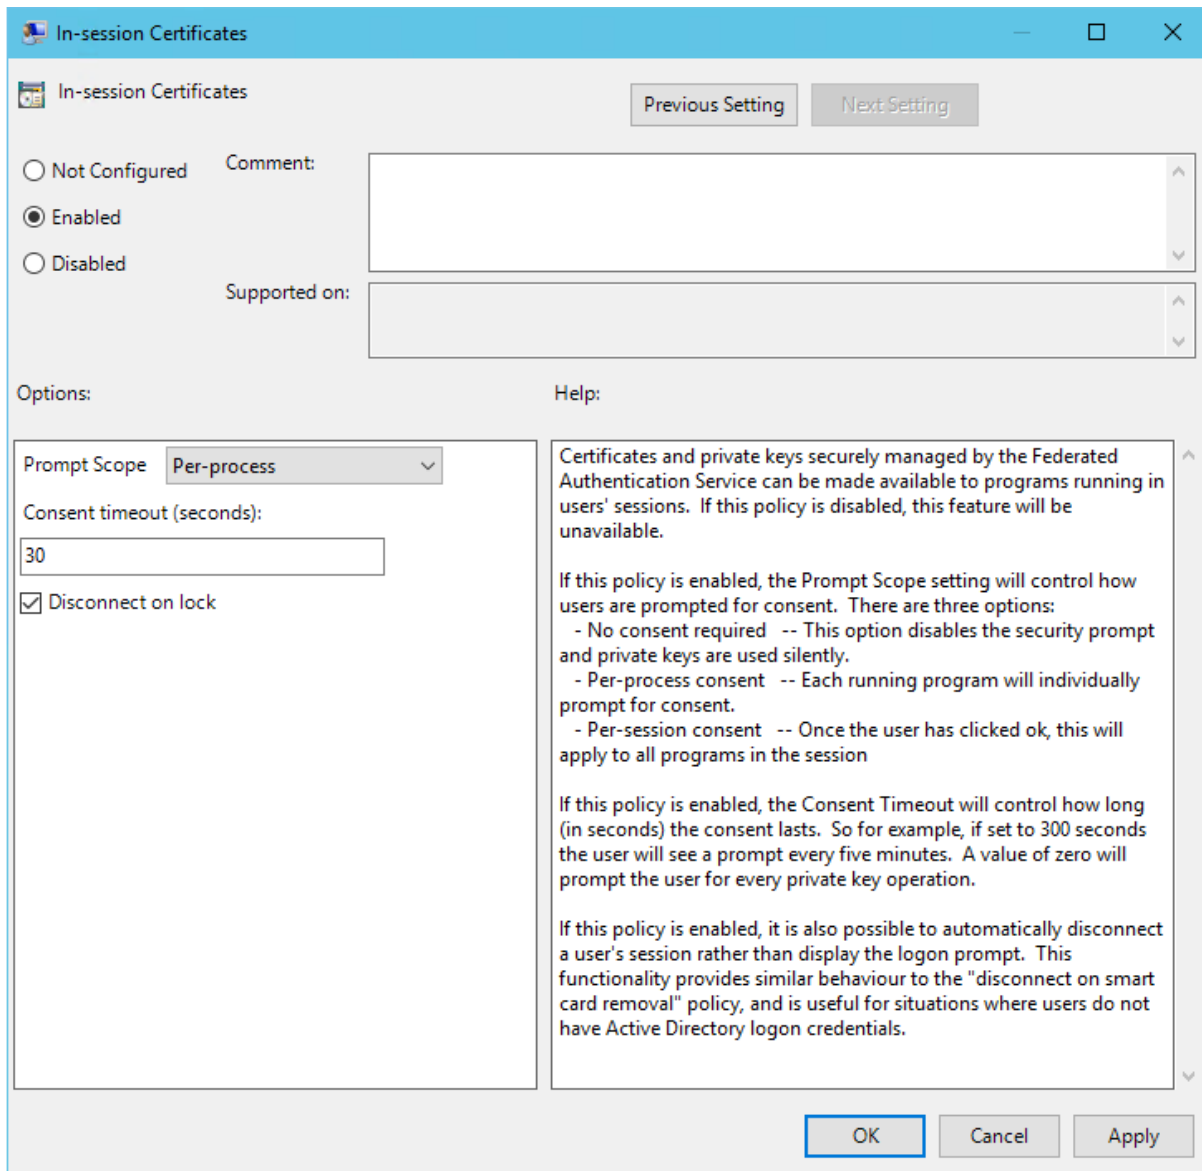 In-session Certificates
In-session Certificates
Previous Setting
Next Setting
Not Configured
Comment:
Enabled
Disabled
Supported on:
Options:
Help:
Prompt Scope
Per-process
Consent timeout (seconds):
30
Disconnect on lock
Certificates and private keys securely managed by the Federated
Authentication Service can be made available to programs running in
users' sessions.  If this policy is disabled, this feature will be
unavailable.
If this policy is enabled, the Prompt Scope setting will control how
users are prompted for consent.  There are three options:
- No consent required   -- This option disables the security prompt
and private keys are used silently.
- Per-process consent   -- Each running program will individually
prompt for consent.
- Per-session consent   -- Once the user has clicked ok, this will
apply to all programs in the session
If this policy is enabled, the Consent Timeout will control how long
(in seconds) the consent lasts.  So for example, if set to 300 seconds
the user will see a prompt every five minutes.  A value of zero will
prompt the user for every private key operation.
If this policy is enabled, it is also possible to automatically disconnect
a user's session rather than display the logon prompt.  This
functionality provides similar behaviour to the "disconnect on smart
card removal" policy, and is useful for situations where users do not
have Active Directory logon credentials.
OK
Cancel
Apply